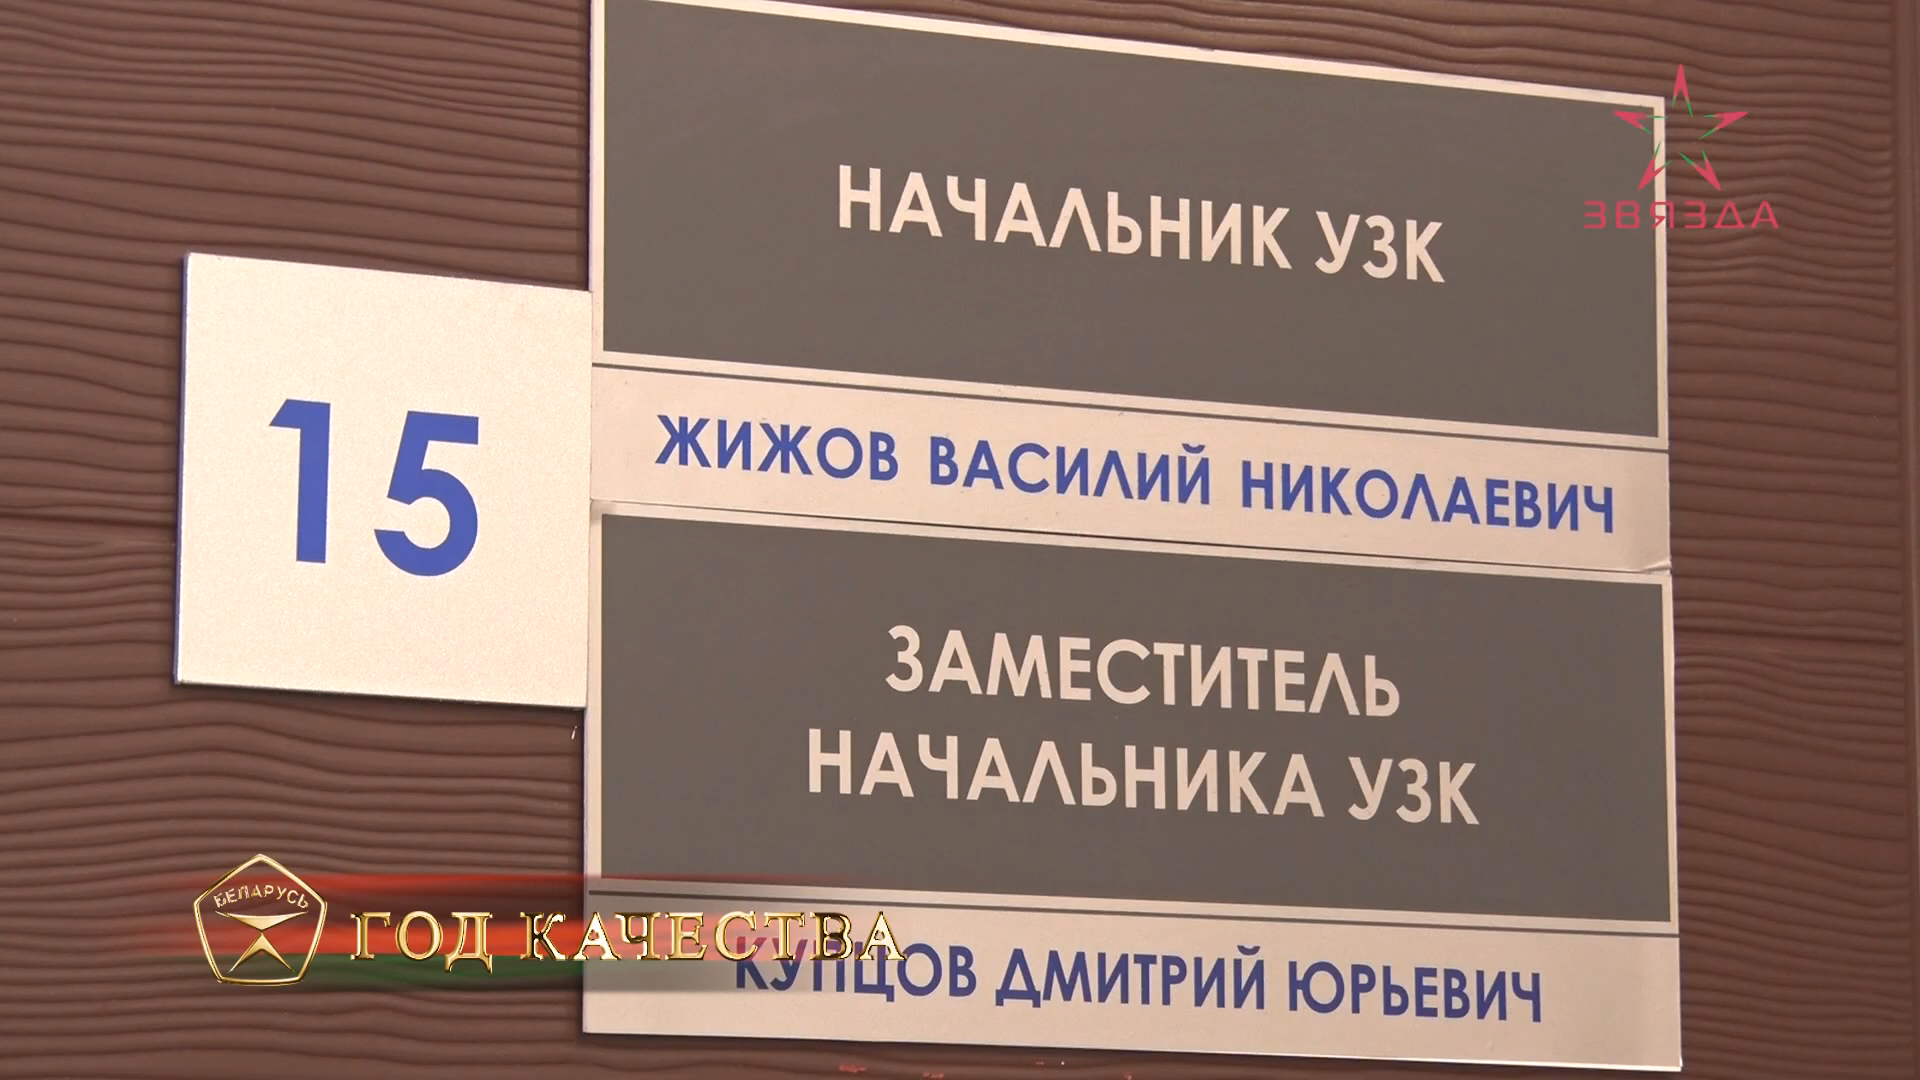 НАЧАЛЬНИК УЗК
ЗВЯЗДА
15
ЖИЖОВ ВАСИЛИЙ НИКОЛАЕВИЧ
ЗАМЕСТИТЕЛЬ
НАЧАЛЬНИКА УЗК
БЕЛАРУСЬ
ГОД КАЧЕСТВА
КУПЦОВ ДМИТРИЙ ЮРЬЕВИЧ